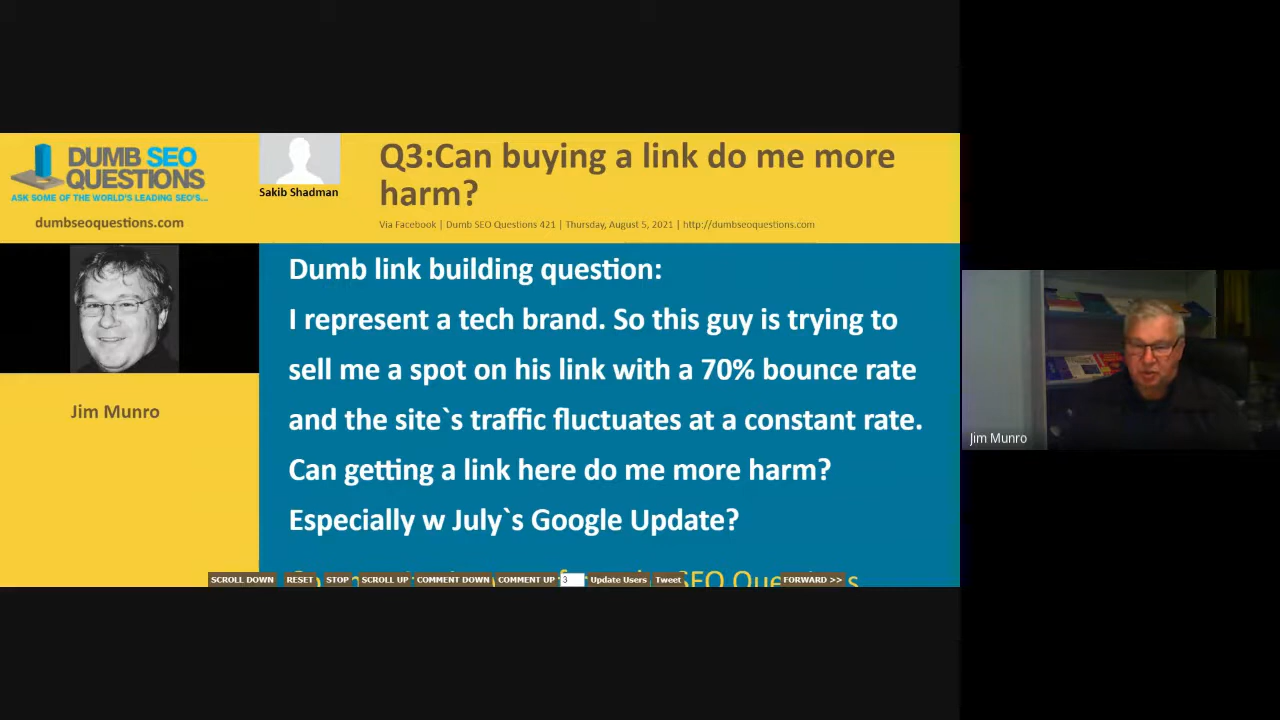 DUMB SEO
QUESTIONS
ASK SOME OF THE WORLD'S LEADING SEO'S...
dumbseoquestions.com
Sakib Shadman
Q3:Can buying a link do me more
harm?
Via Facebook | Dumb SEO Questions 421 | Thursday, August 5, 2021 | http://dumbseoquestions.com
Jim Munro
Dumb link building question:
I represent a tech brand. So this guy is trying to
sell me a spot on his link with a 70% bounce rate
and the site`s traffic fluctuates at a constant rate.
Can getting a link here do me more harm?
Especially w July`s Google Update?
SEO
SCROLL DOWN RESET STOP SCROLL UP COMMENT DOWN COMMENT UP 3 Update Users Tweet FORWARD >>
Jim Munro